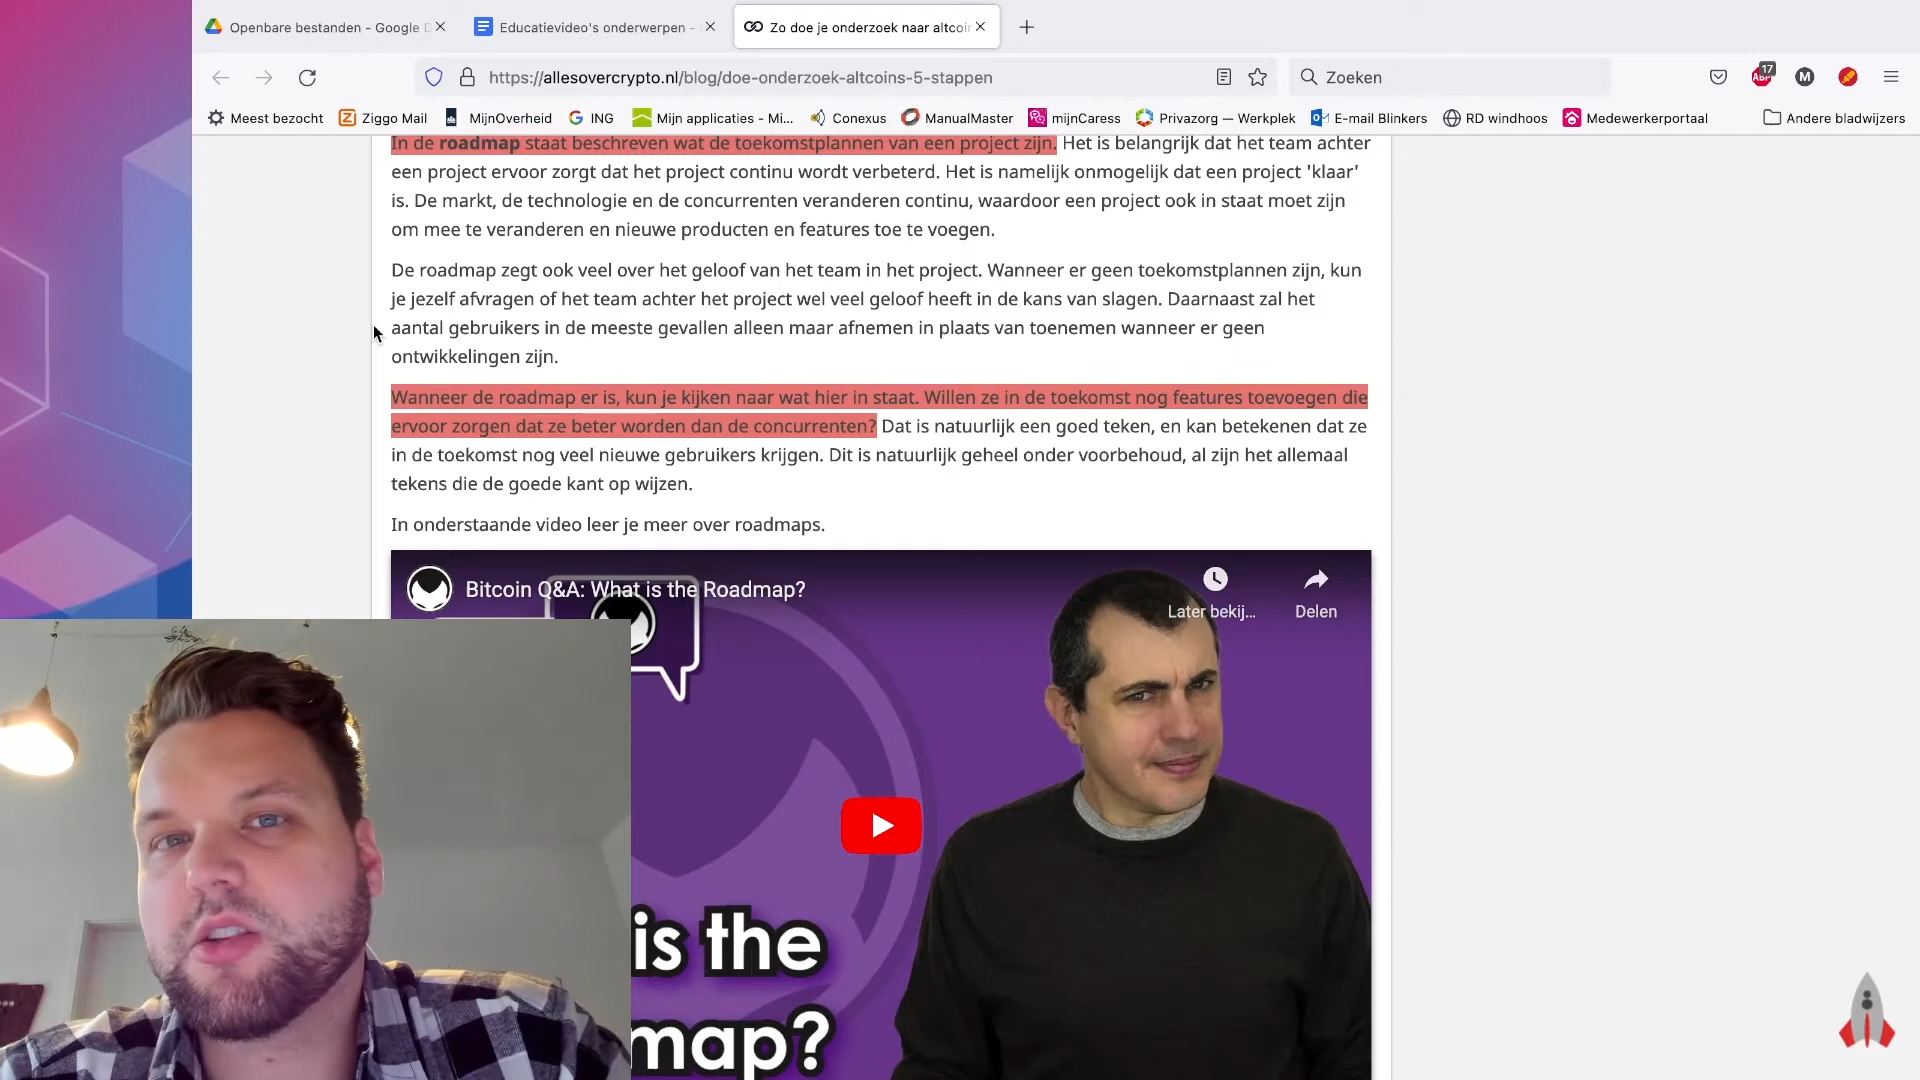 Openbare bestanden - Google D
Educatievideo's onderwerpen -
Zo doe je onderzoek naar altcoin
https://allesovercrypto.nl/blog/doe-onderzoek-altcoins-5-stappen
Zoeken
17
ABP
M
Meest bezocht
Ziggo Mail
MijnOverheid
ING
Mijn applicaties - Mi...
Conexus
ManualMaster
mijnCaress
Privazorg — Werkplek
E-mail Blinkers
RD windhoos
Medewerkerportaal
Andere bladwijzers
In de roadmap staat beschreven wat de toekomstplannen van een project zijn. Het is belangrijk dat het team achter
een project ervoor zorgt dat het project continu wordt verbeterd. Het is namelijk onmogelijk dat een project 'klaar'
is. De markt, de technologie en de concurrenten veranderen continu, waardoor een project ook in staat moet zijn
om mee te veranderen en nieuwe producten en features toe te voegen.
De roadmap zegt ook veel over het geloof van het team in het project. Wanneer er geen toekomstplannen zijn, kun
je jezelf afvragen of het team achter het project wel veel geloof heeft in de kans van slagen. Daarnaast zal het
aantal gebruikers in de meeste gevallen alleen maar afnemen in plaats van toenemen wanneer er geen
ontwikkelingen zijn.
Wanneer de roadmap er is, kun je kijken naar wat hier in staat. Willen ze in de toekomst nog features toevoegen die
ervoor zorgen dat ze beter worden dan de concurrenten? Dat is natuurlijk een goed teken, en kan betekenen dat ze
in de toekomst nog veel nieuwe gebruikers krijgen. Dit is natuurlijk geheel onder voorbehoud, al zijn het allemaal
tekens die de goede kant op wijzen.
In onderstaande video leer je meer over roadmaps.
Bitcoin Q&A: What is the Roadmap?
Later bekij...
Delen
is the
map?